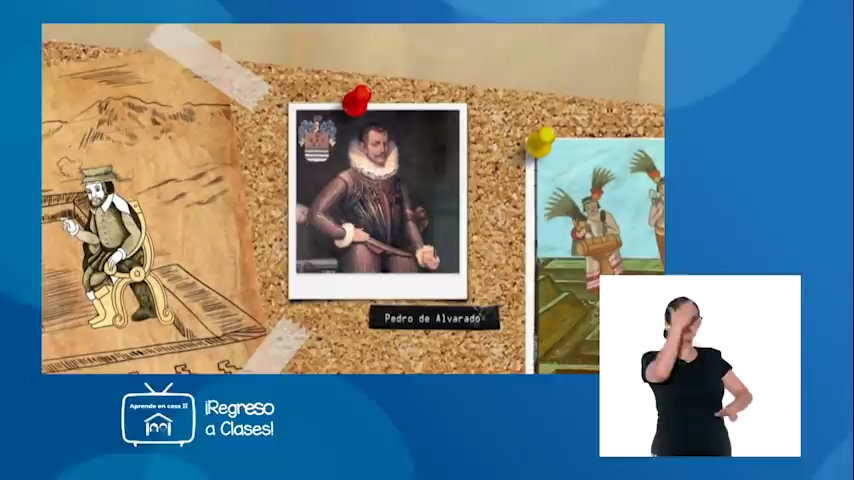 Pedro de Alvarado
Aprende en casa II
¡Regreso
a Clases!